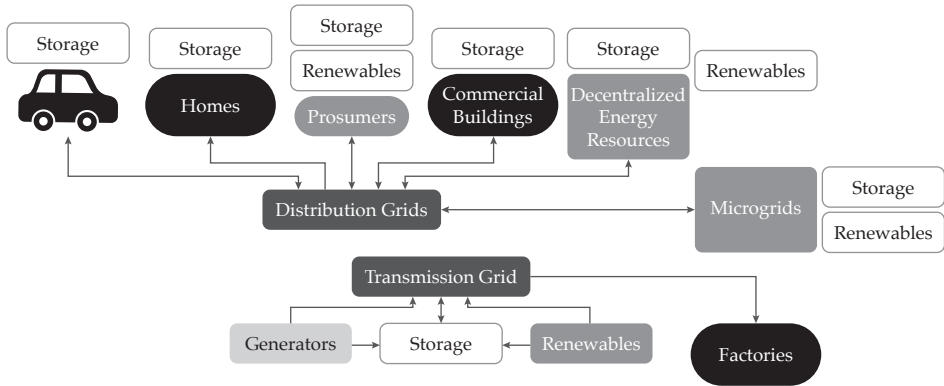 Storage
Storage
Storage
Renewables
Storage
Storage
Renewables
Homes
Prosumers
Commercial
Buildings
Decentralized
Energy
Resources
Distribution Grids
Microgrids
Storage
Renewables
Transmission Grid
Generators
Storage
Renewables
Factories